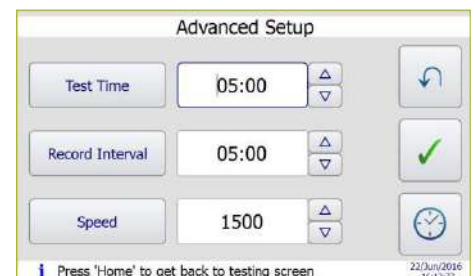 Advanced Setup
Test Time 05:00
Record Interval 05:00
Speed 1500
i Press 'Home' to get back to testing screen
22/Jun/2016